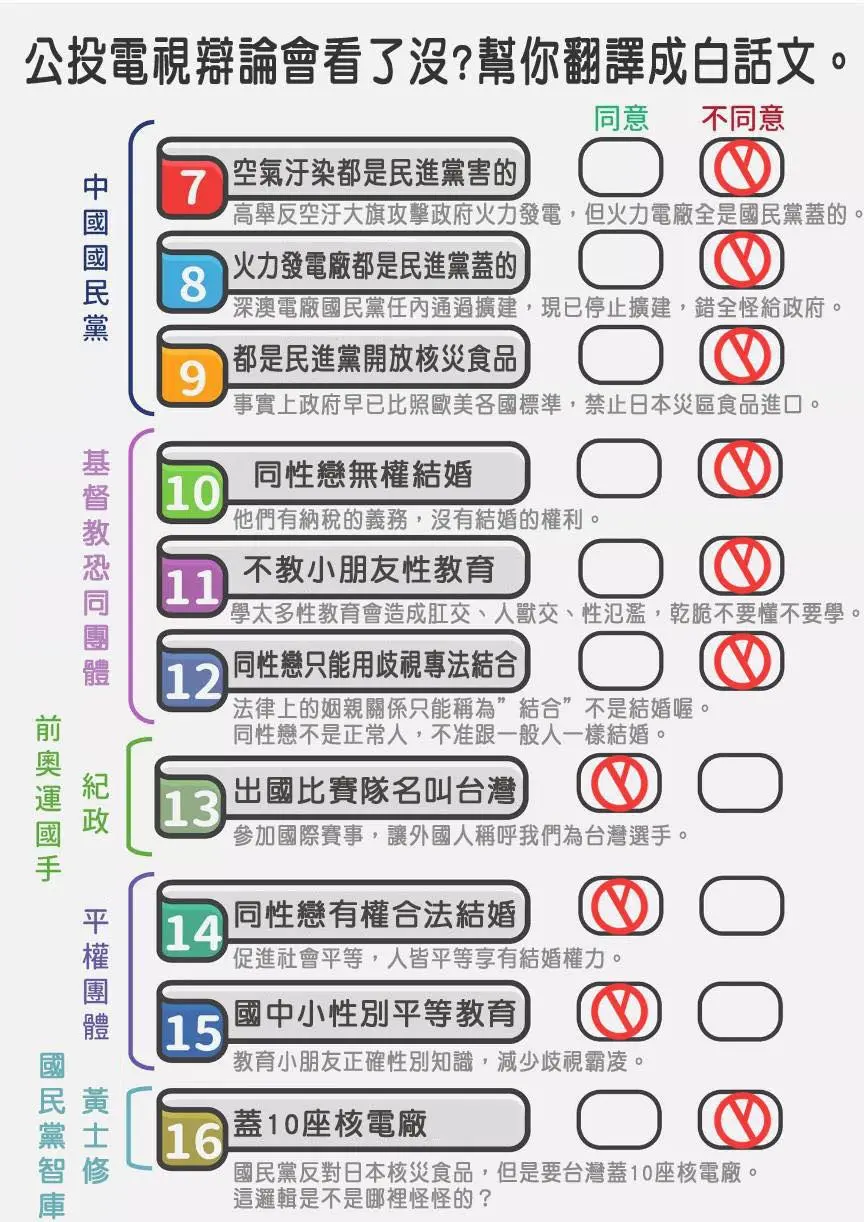 公投電視辯論會看了沒?幫你翻譯成白話文。
同意 不同意
中國國民黨
7 空氣汙染都是民進黨害的
高舉反空汙大旗攻擊政府火力發電，但火力電廠全是國民黨蓋的。
8 火力發電廠都是民進黨蓋的
深澳電廠國民黨任內通過擴建，現已停止擴建，錯全怪給政府。
9 都是民進黨開放核災食品
事實上政府早已比照歐美各國標準，禁止日本災區食品進口。
基督教恐同團體
10 同性戀無權結婚
他們有納稅的義務，沒有結婚的權利。
11 不教小朋友性教育
學太多性教育會造成肛交、人獸交、性氾濫，乾脆不要懂不要學。
12 同性戀只能用歧視專法結合
法律上的姻親關係只能稱為”結合”不是結婚喔。
同性戀不是正常人，不准跟一般人一樣結婚。
前奧運國手
紀政
13 出國比賽隊名叫台灣
參加國際賽事，讓外國人稱呼我們為台灣選手。
平權團體
14 同性戀有權合法結婚
促進社會平等，人皆平等享有結婚權力。
15 國中小性別平等教育
教育小朋友正確性別知識，減少歧視霸凌。
國民黨智庫
黃士修
16 蓋10座核電廠
國民黨反對日本核災食品，但是要台灣蓋10座核電廠。
這邏輯是不是哪裡怪怪的？